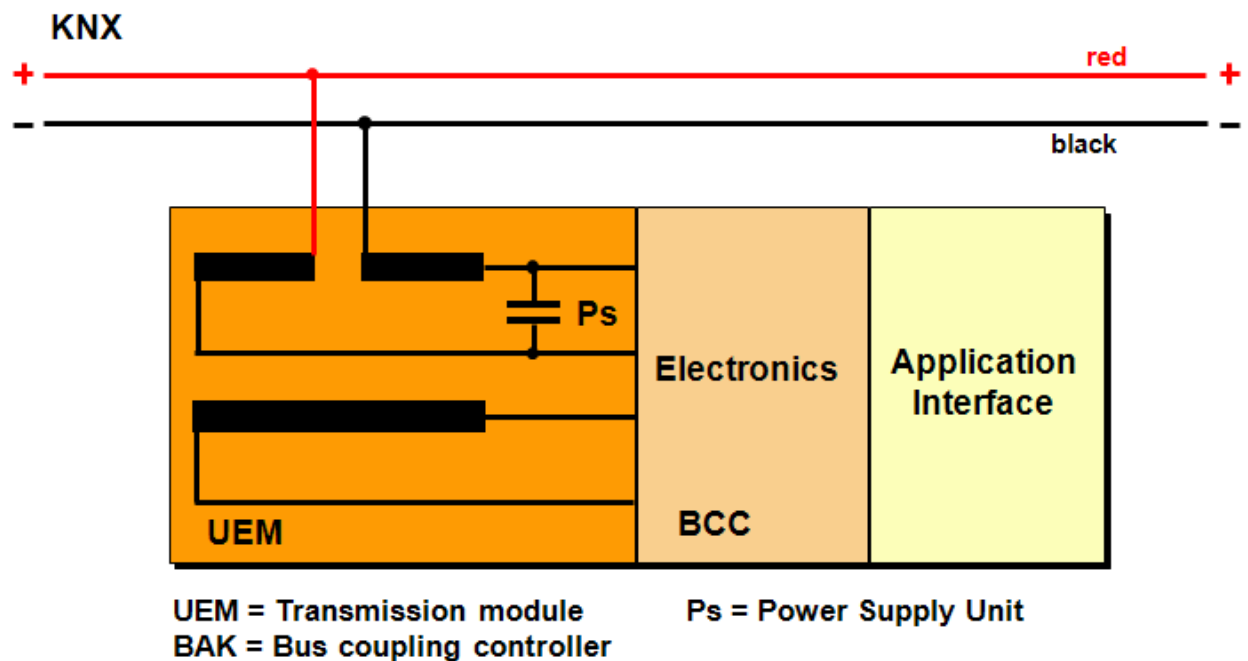 KNX
+ red +
- black -
Ps
Electronics
Application
Interface
UEM
BCC
UEM = Transmission module
Ps = Power Supply Unit
BAK = Bus coupling controller